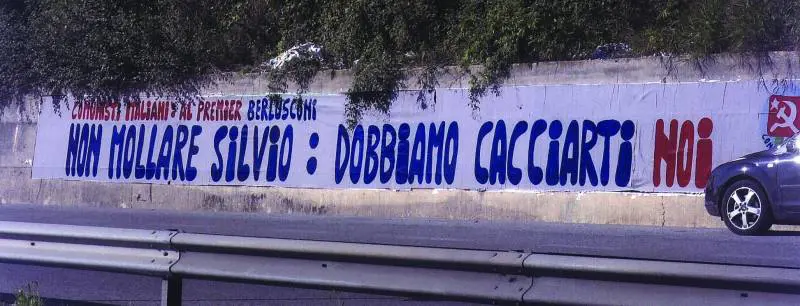 COMUNISTI ITALIANI : AL PREMIER BERLUSCONI
NON MOLLARE SILVIO : DOBBIAMO CACCIARTI NOI